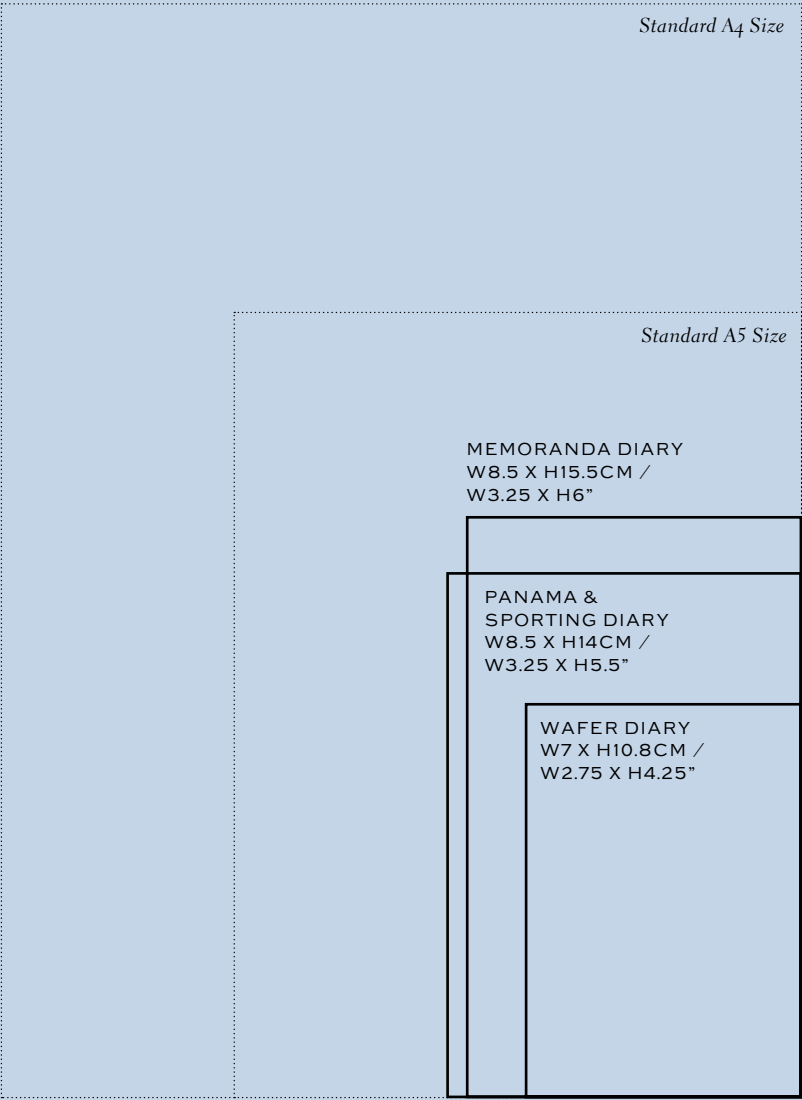 Standard A4 Size
Standard A5 Size
MEMORANDA DIARY
W8.5 X H15.5CM /
W3.25 X H6”
PANAMA &
SPORTING DIARY
W8.5 X H14CM /
W3.25 X H5.5”
WAFER DIARY
W7 X H10.8CM /
W2.75 X H4.25”